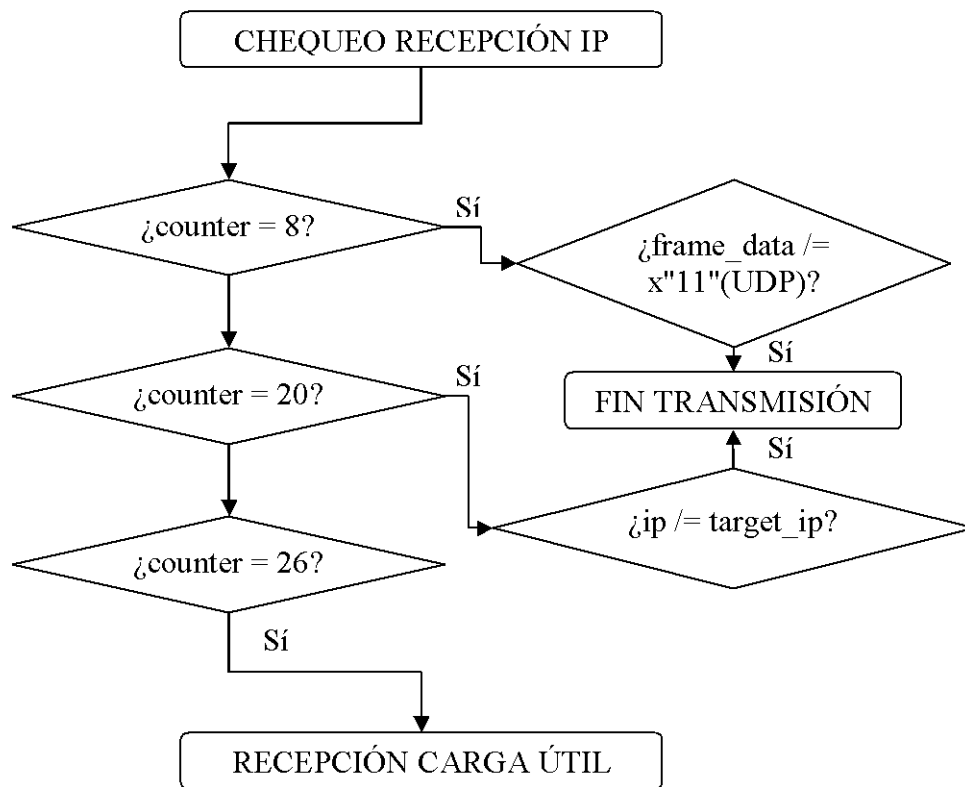 CHEQUEO RECEPCIÓN IP
¿counter = 8?
Sí
¿frame_data /=
x"11"(UDP)?
Sí
¿counter = 20?
Sí
FIN TRANSMISIÓN
Sí
¿ip /= target_ip?
¿counter = 26?
Sí
RECEPCIÓN CARGA ÚTIL